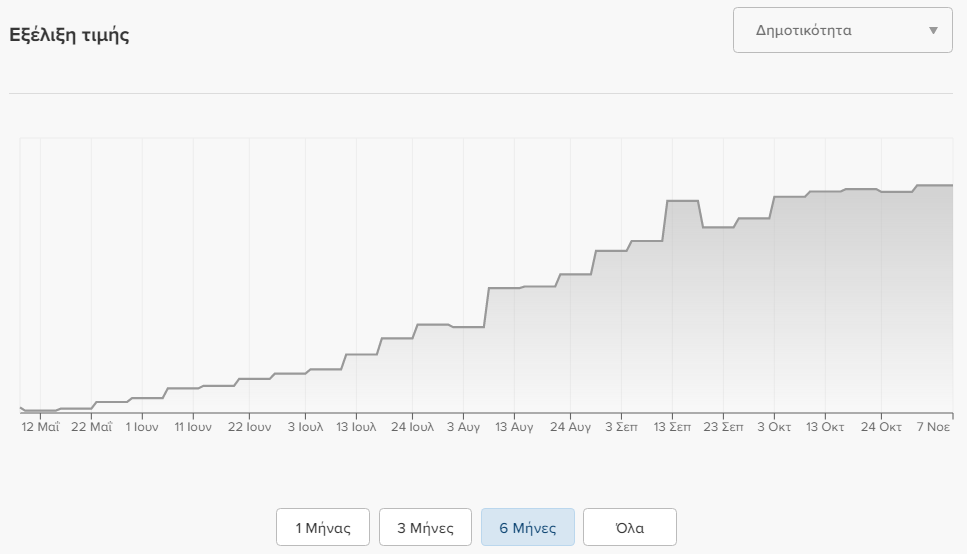 Εξέλιξη τιμής
Δημοτικότητα
12 Μαΐ 22 Μαΐ 1 Ιουν 11 Ιουν 22 Ιουν 3 Ιουλ 13 Ιουλ 24 Ιουλ 3 Αυγ 13 Αυγ 24 Αυγ 3 Σεπ 13 Σεπ 23 Σεπ 3 Οκτ 13 Οκτ 24 Οκτ 7 Νοε
1 Μήνας 3 Μήνες 6 Μήνες Όλα